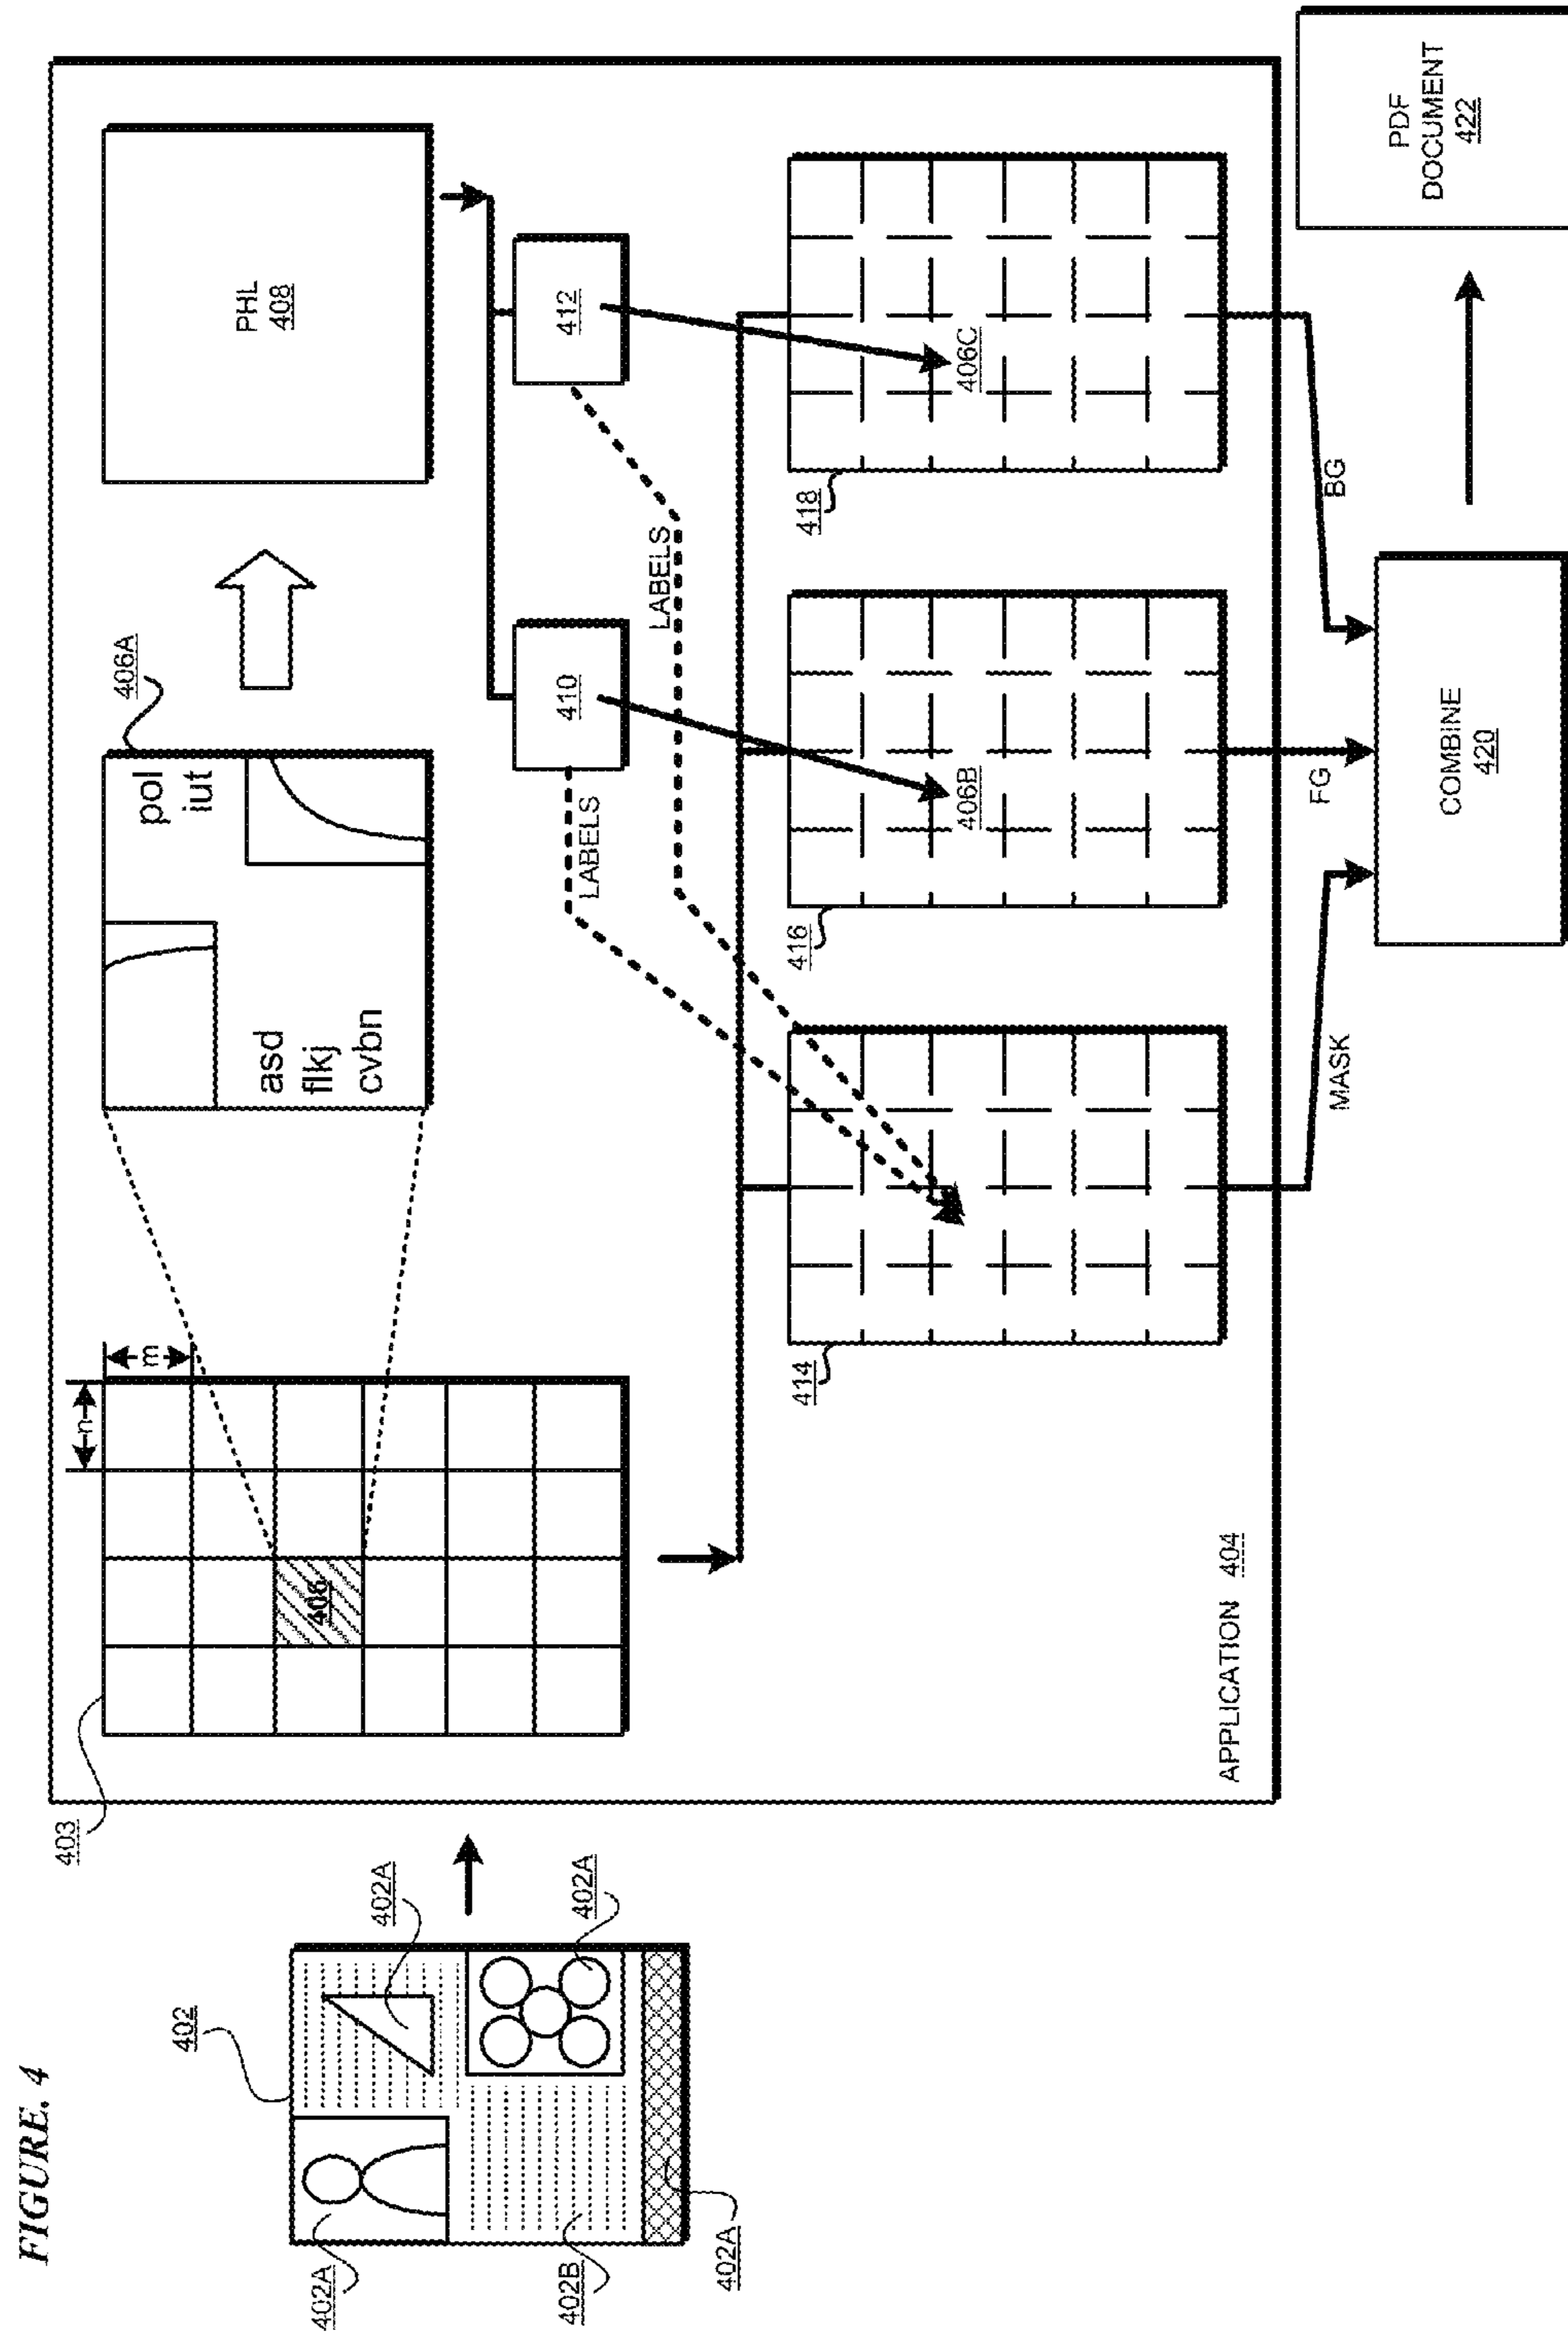 FIGURE. 4
402
402A
402A
402A
402B
402A
403
n
m
406
406A
pol
iut
asd
flkj
cvbn
PHL
408
410
412
LABELS
LABELS
414
416
418
406B
406C
APPLICATION 404
MASK
FG
BG
COMBINE
420
PDF
DOCUMENT
422